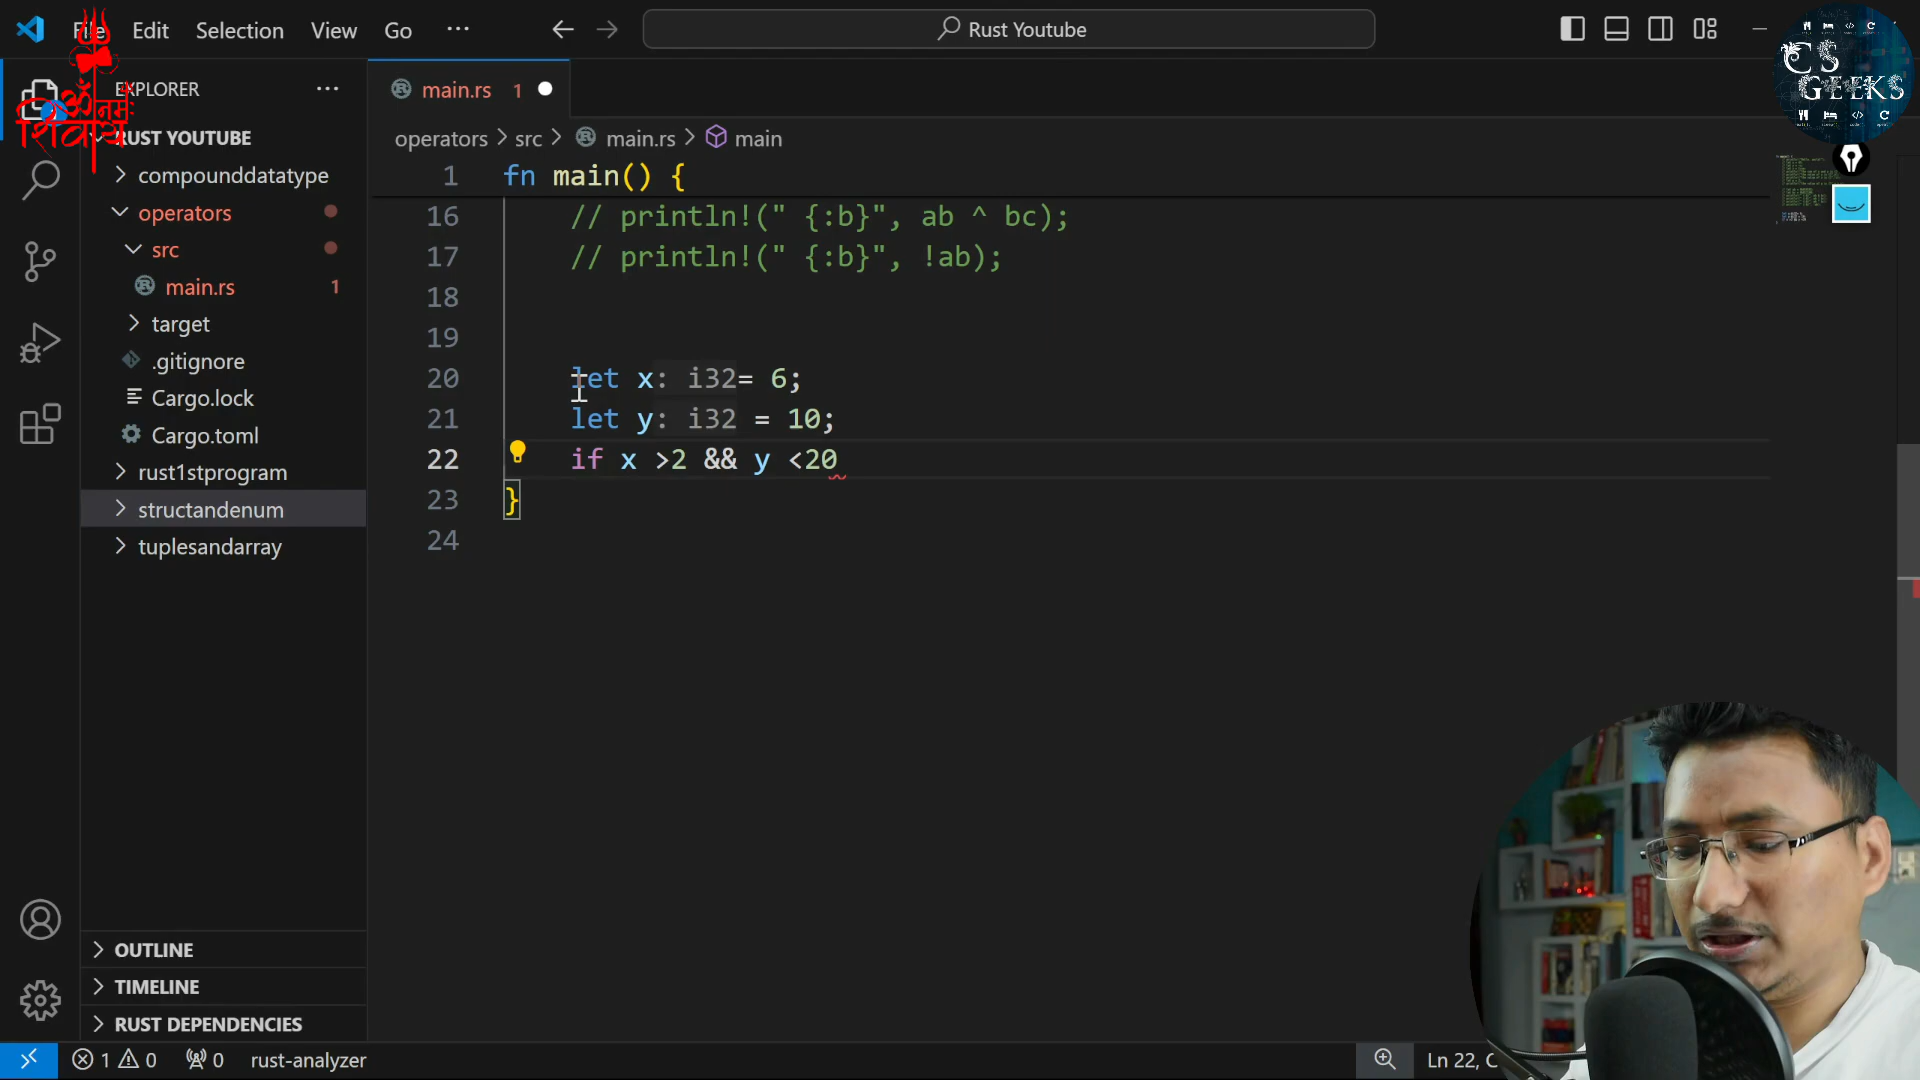 File Edit Selection View Go ...
Rust Youtube
CS
GEEKS
ॐ नमः
शिवाय
EXPLORER
RUST YOUTUBE
compounddatatype
operators
src
main.rs 1
target
.gitignore
Cargo.lock
Cargo.toml
rust1stprogram
structandenum
tuplesandarray
OUTLINE
TIMELINE
RUST DEPENDENCIES
main.rs 1
operators > src > main.rs > main
1 fn main() {
16 // println!(" {:b}", ab ^ bc);
17 // println!(" {:b}", !ab);
18
19
20 let x: i32= 6;
21 let y: i32 = 10;
22 if x >2 && y <20
23 }
24
1 0 0 rust-analyzer
Ln 22, C